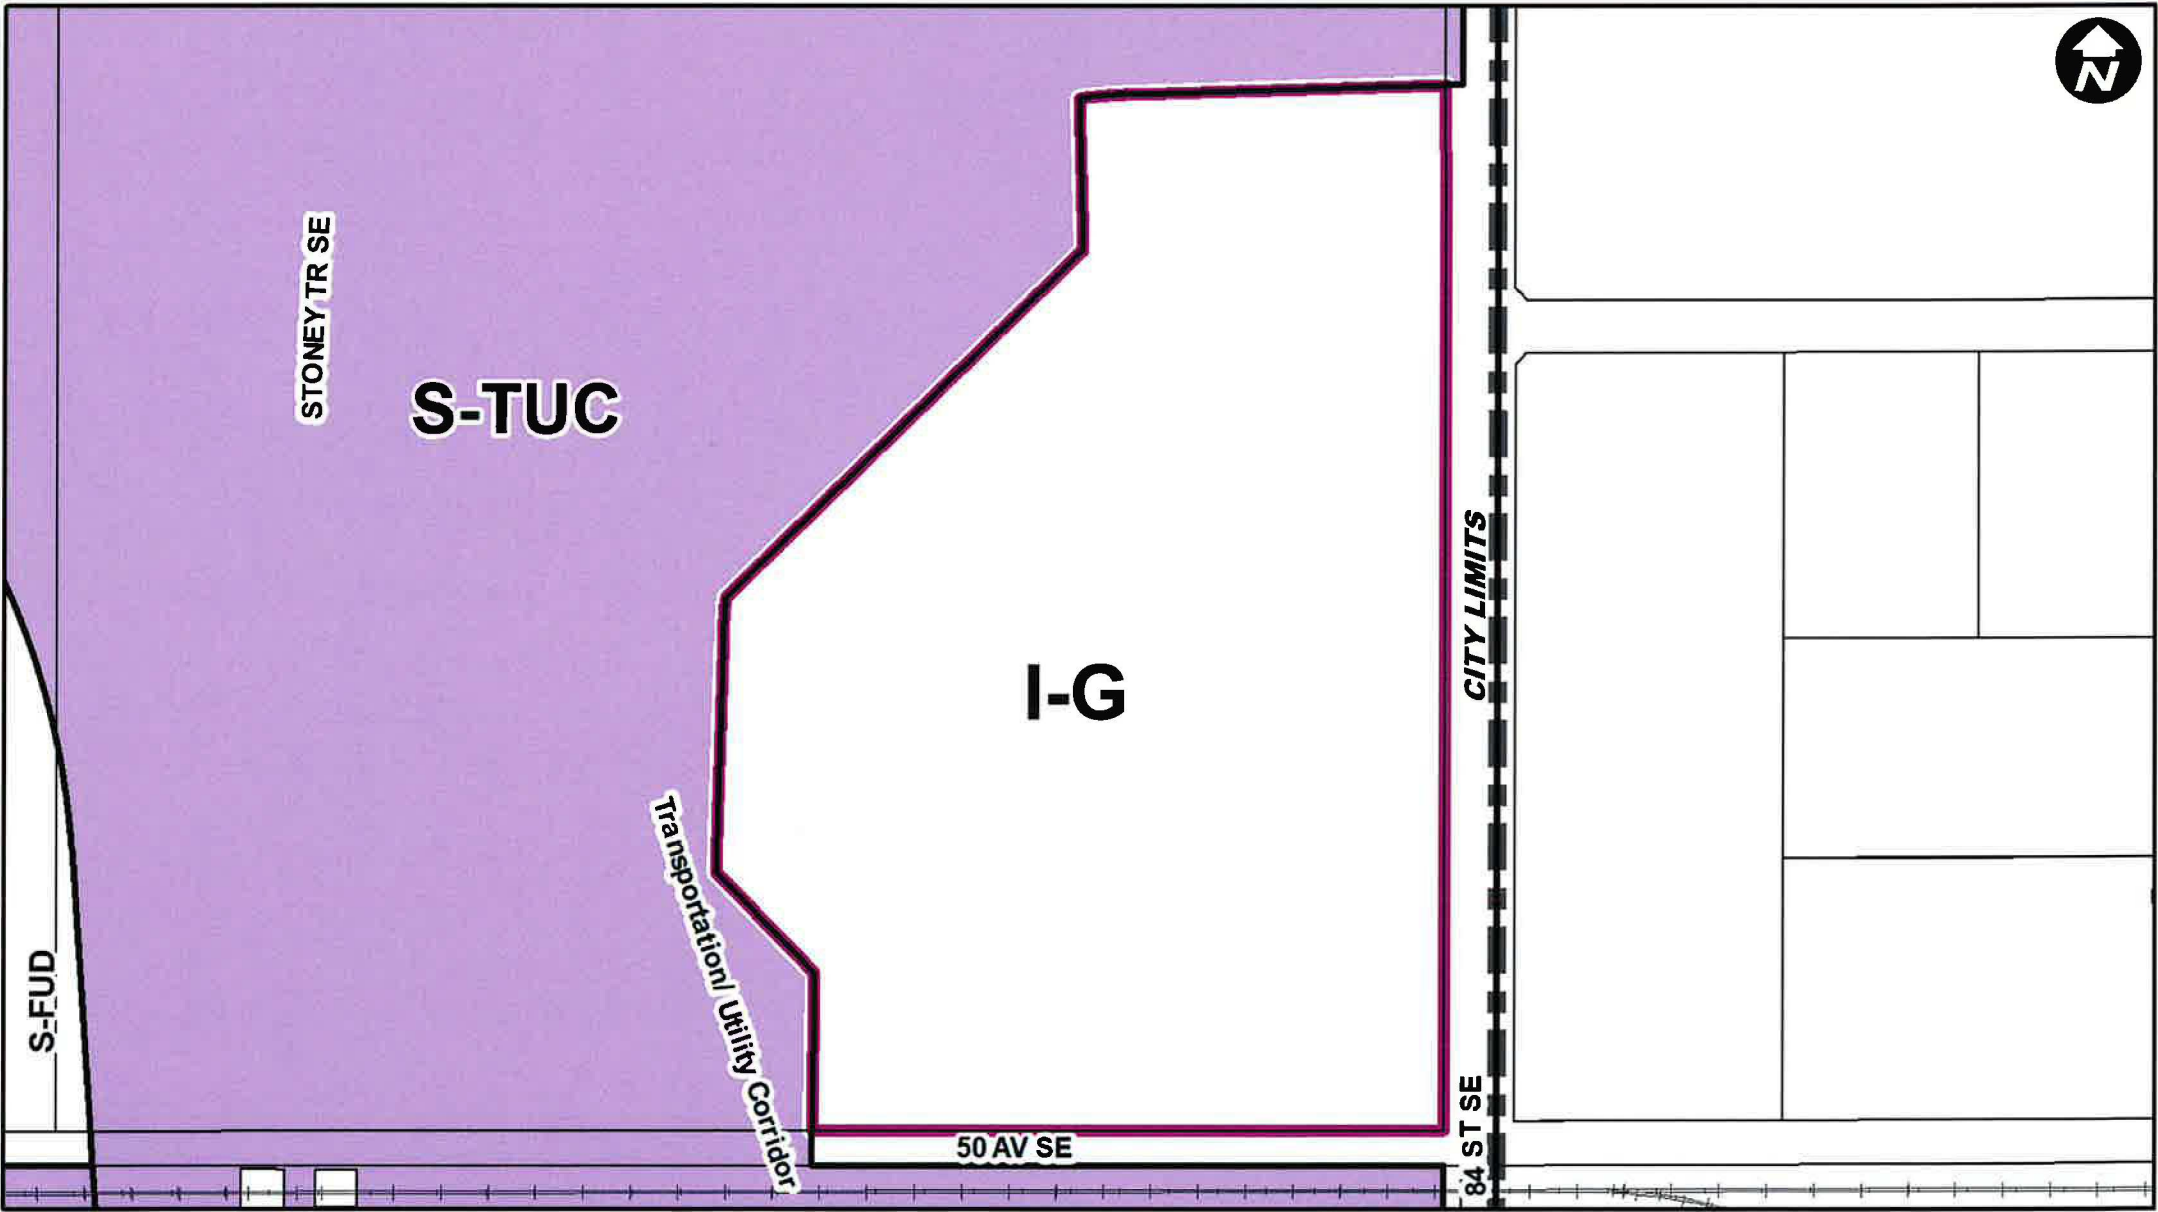 N
STONEY TR SE
S-TUC
CITY LIMITS
I-G
Transportation/ Utility Corridor
S-FUD
50 AV SE
84 ST SE